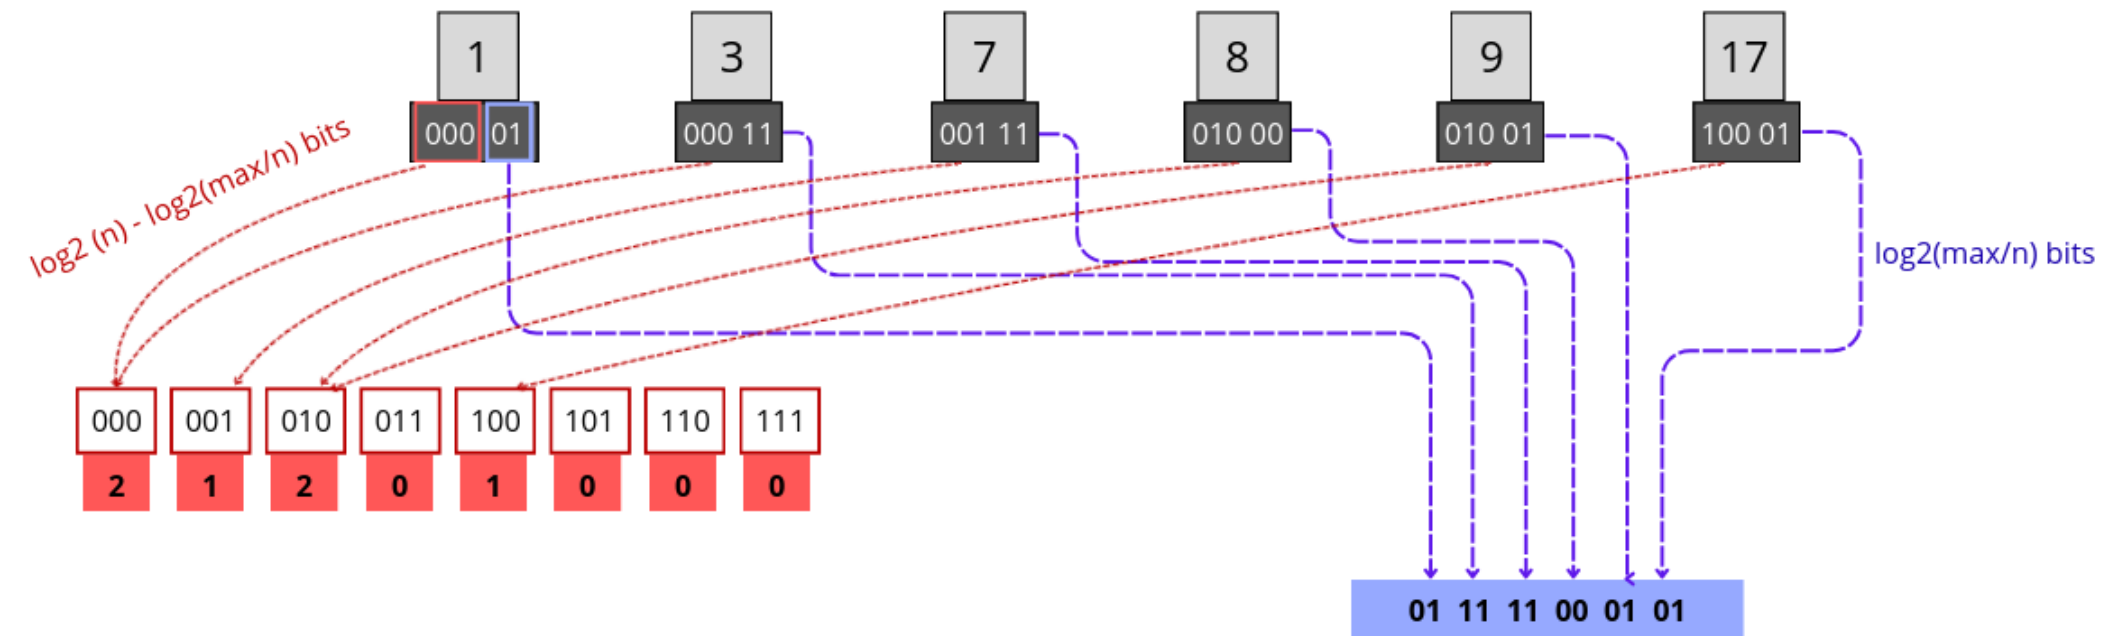 1 3 7 8 9 17
000 01 000 11 001 11 010 00 010 01 100 01
log2 (n) - log2(max/n) bits
log2(max/n) bits
000 001 010 011 100 101 110 111
2 1 2 0 1 0 0 0
01 11 11 00 01 01